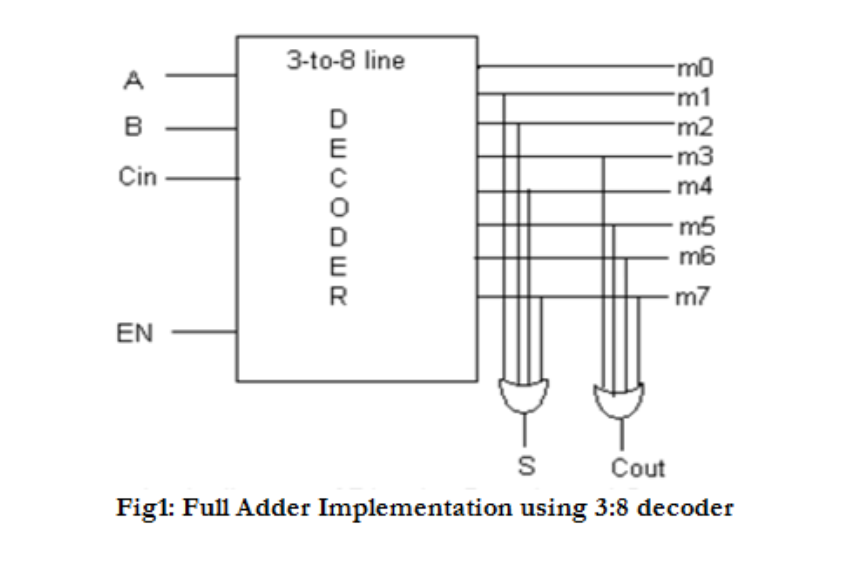 3-to-8 line
A
B
Cin
EN
D
E
C
O
D
E
R
m0
m1
m2
m3
m4
m5
m6
m7
S
Cout
Fig1: Full Adder Implementation using 3:8 decoder